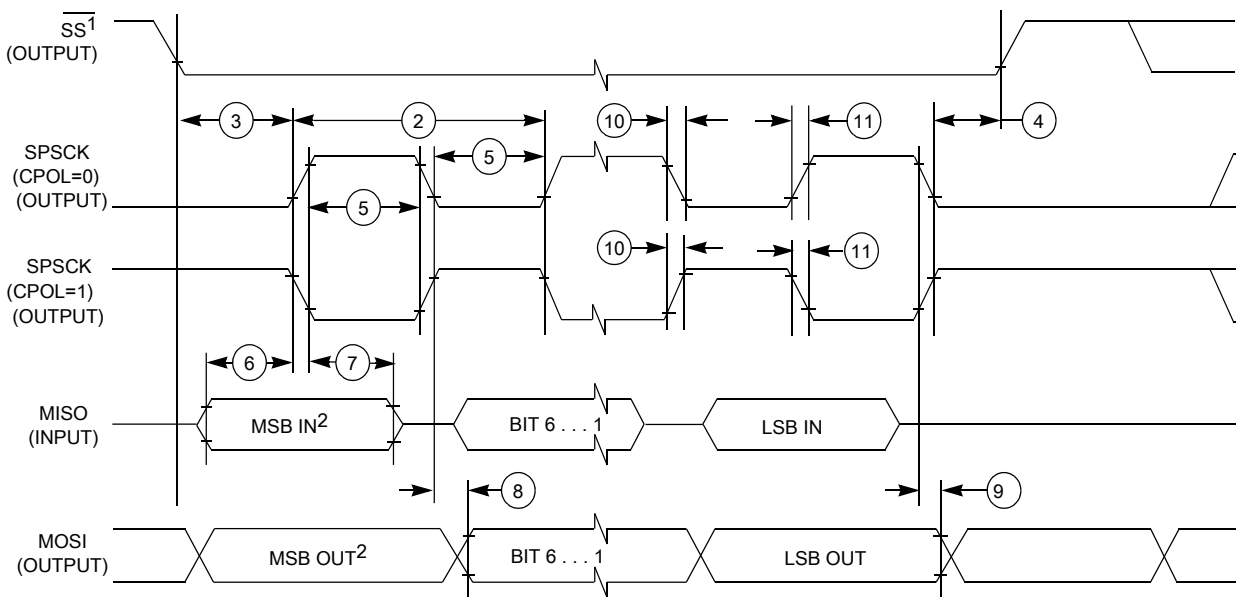 SS1
(OUTPUT)
3
2
10
11
4
SPSCK
(CPOL=0)
(OUTPUT)
5
5
10
11
SPSCK
(CPOL=1)
(OUTPUT)
6
7
MISO
(INPUT)
MSB IN2
BIT 6 . . . 1
LSB IN
8
9
MOSI
(OUTPUT)
MSB OUT2
BIT 6 . . . 1
LSB OUT